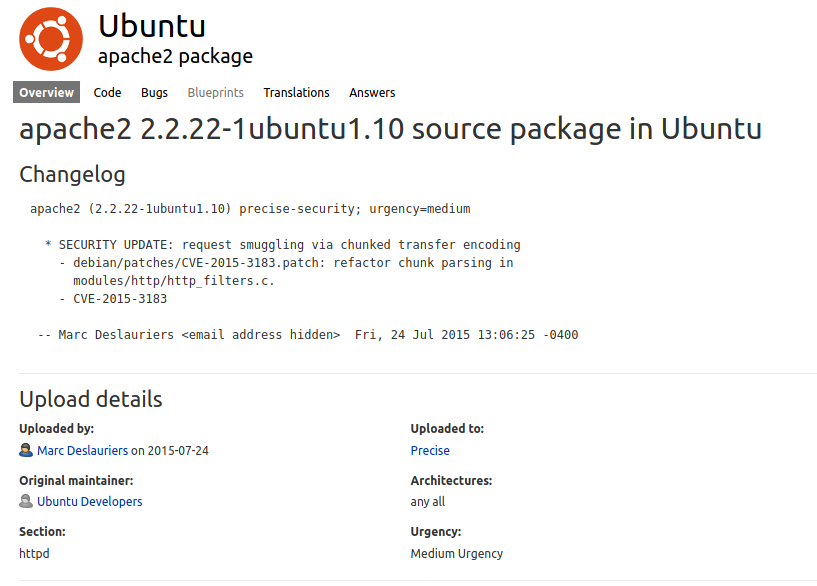 Ubuntu
apache2 package
Overview Code Bugs Blueprints Translations Answers
apache2 2.2.22-1ubuntu1.10 source package in Ubuntu
Changelog
apache2 (2.2.22-1ubuntu1.10) precise-security; urgency=medium
* SECURITY UPDATE: request smuggling via chunked transfer encoding
- debian/patches/CVE-2015-3183.patch: refactor chunk parsing in
modules/http/http_filters.c.
- CVE-2015-3183
-- Marc Deslauriers <email address hidden>  Fri, 24 Jul 2015 13:06:25 -0400
Upload details
Uploaded by:
Marc Deslauriers on 2015-07-24
Uploaded to:
Precise
Original maintainer:
Ubuntu Developers
Architectures:
any all
Section:
httpd
Urgency:
Medium Urgency